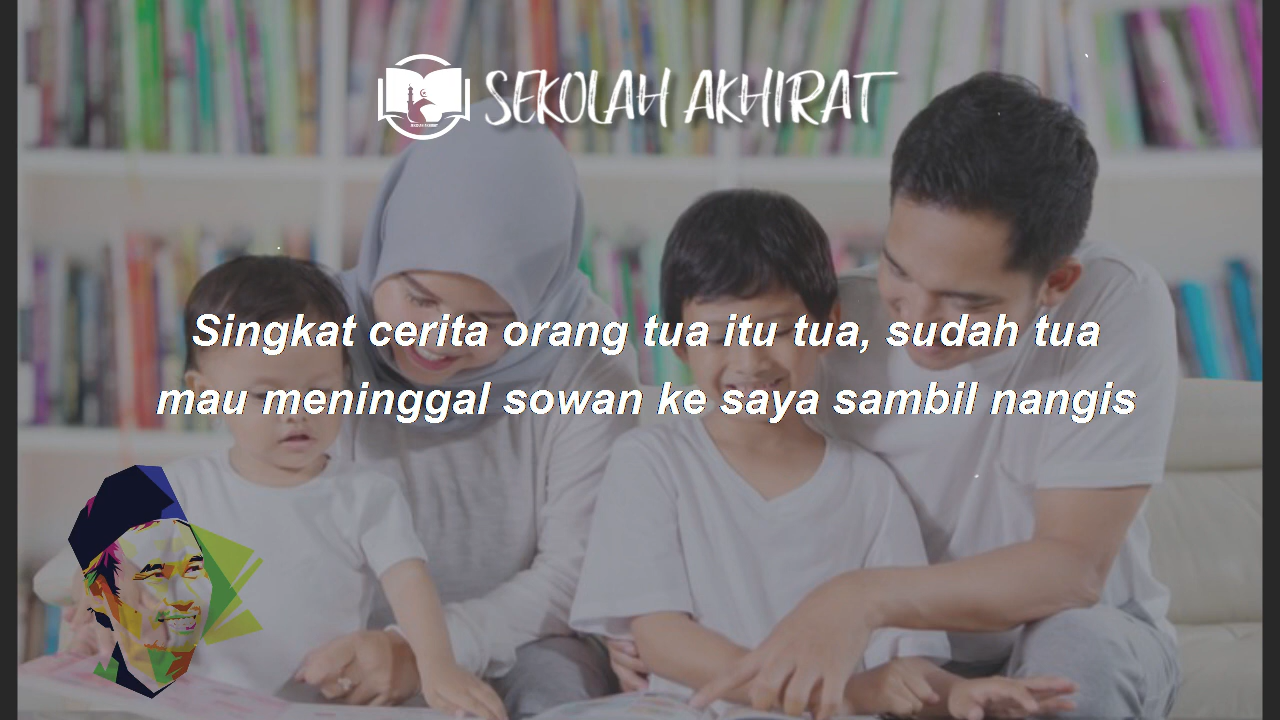 SEKOLAH AKHIRAT
Singkat cerita orang tua itu tua, sudah tua
mau meninggal sowan ke saya sambil nangis